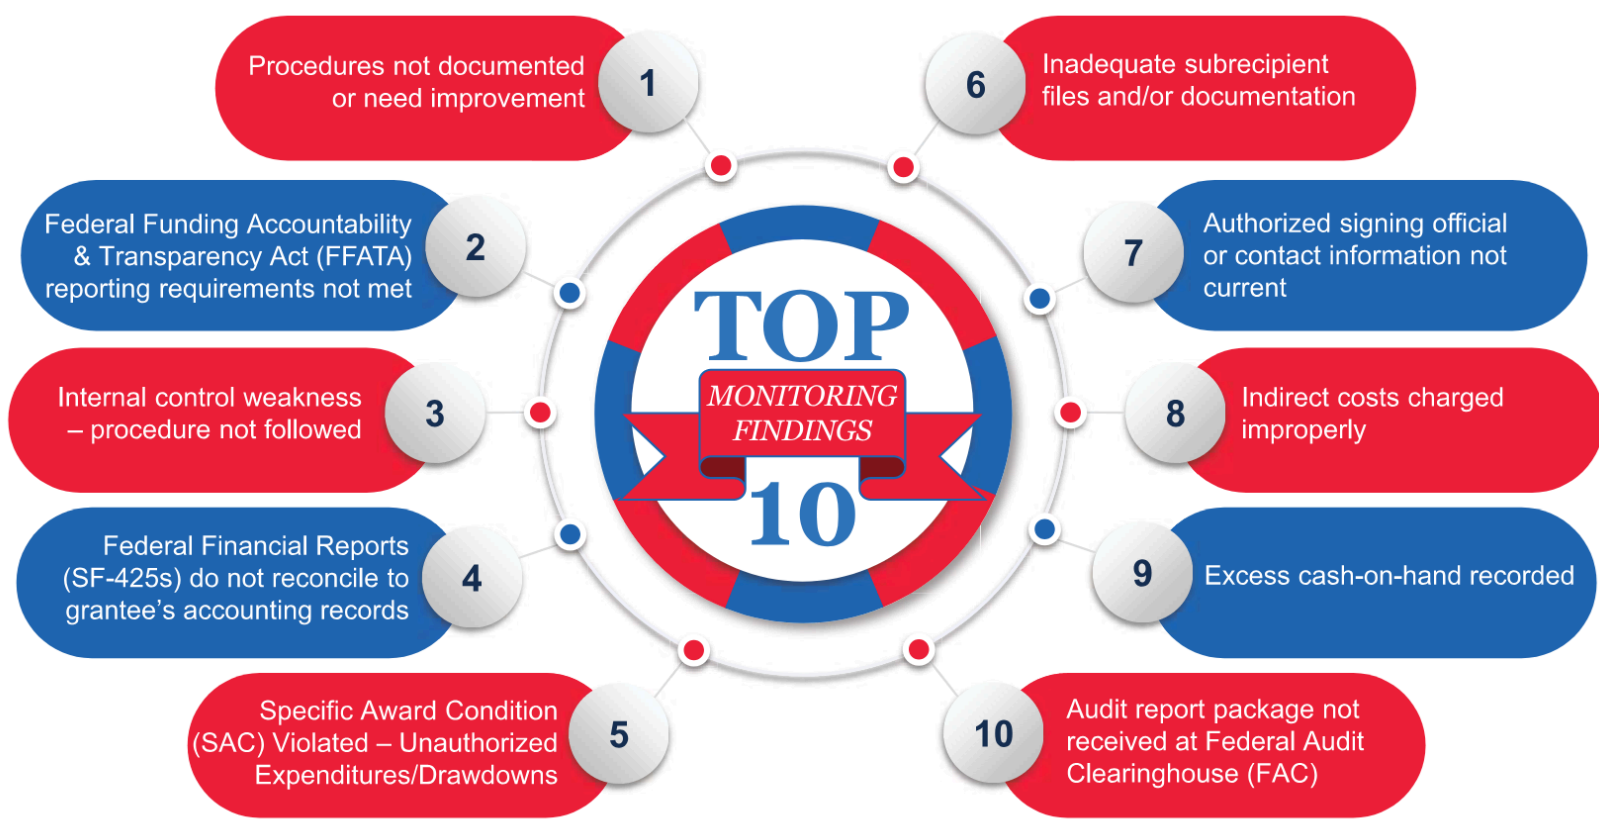 Procedures not documented
or need improvement
1
Federal Funding Accountability
& Transparency Act (FFATA)
reporting requirements not met
2
Internal control weakness
– procedure not followed
3
Federal Financial Reports
(SF-425s) do not reconcile to
grantee’s accounting records
4
Specific Award Condition
(SAC) Violated – Unauthorized
Expenditures/Drawdowns
5
TOP
MONITORING
FINDINGS
10
6
Inadequate subrecipient
files and/or documentation
7
Authorized signing official
or contact information not
current
8
Indirect costs charged
improperly
9
Excess cash-on-hand recorded
10
Audit report package not
received at Federal Audit
Clearinghouse (FAC)